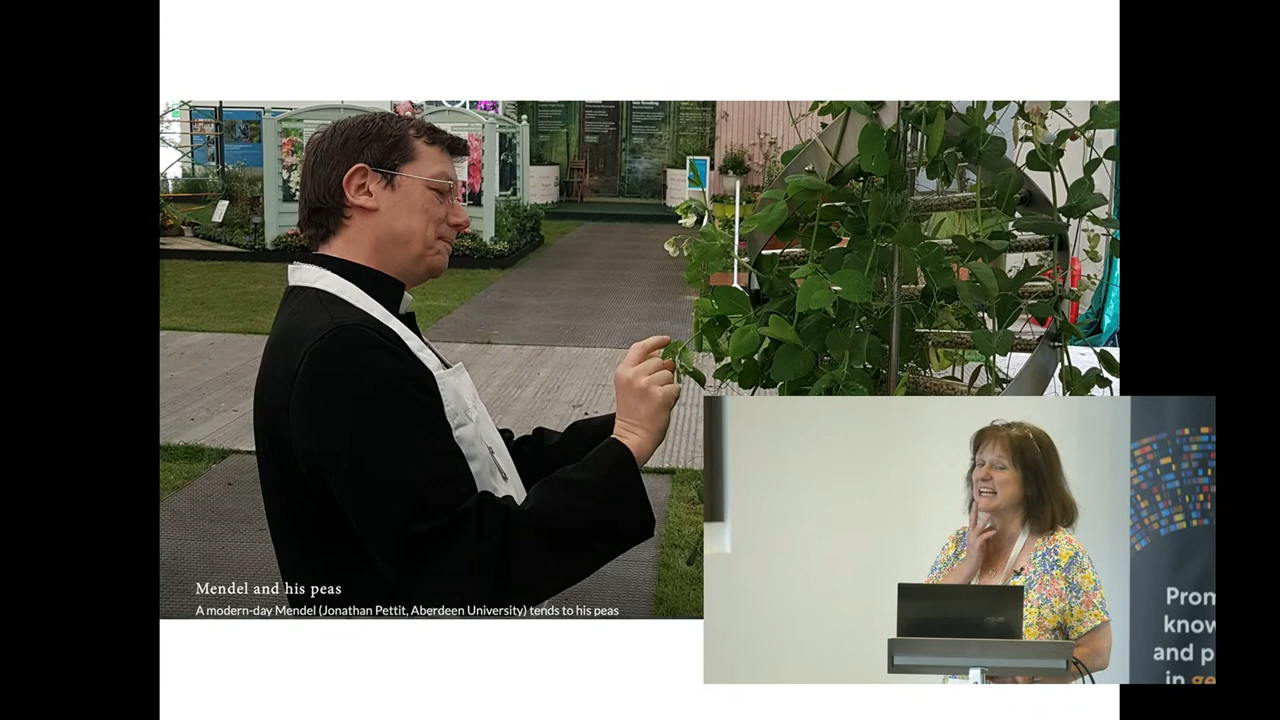 Mendel and his peas
A modern-day Mendel (Jonathan Pettit, Aberdeen University) tends to his peas
Pron
know
and p
in ge